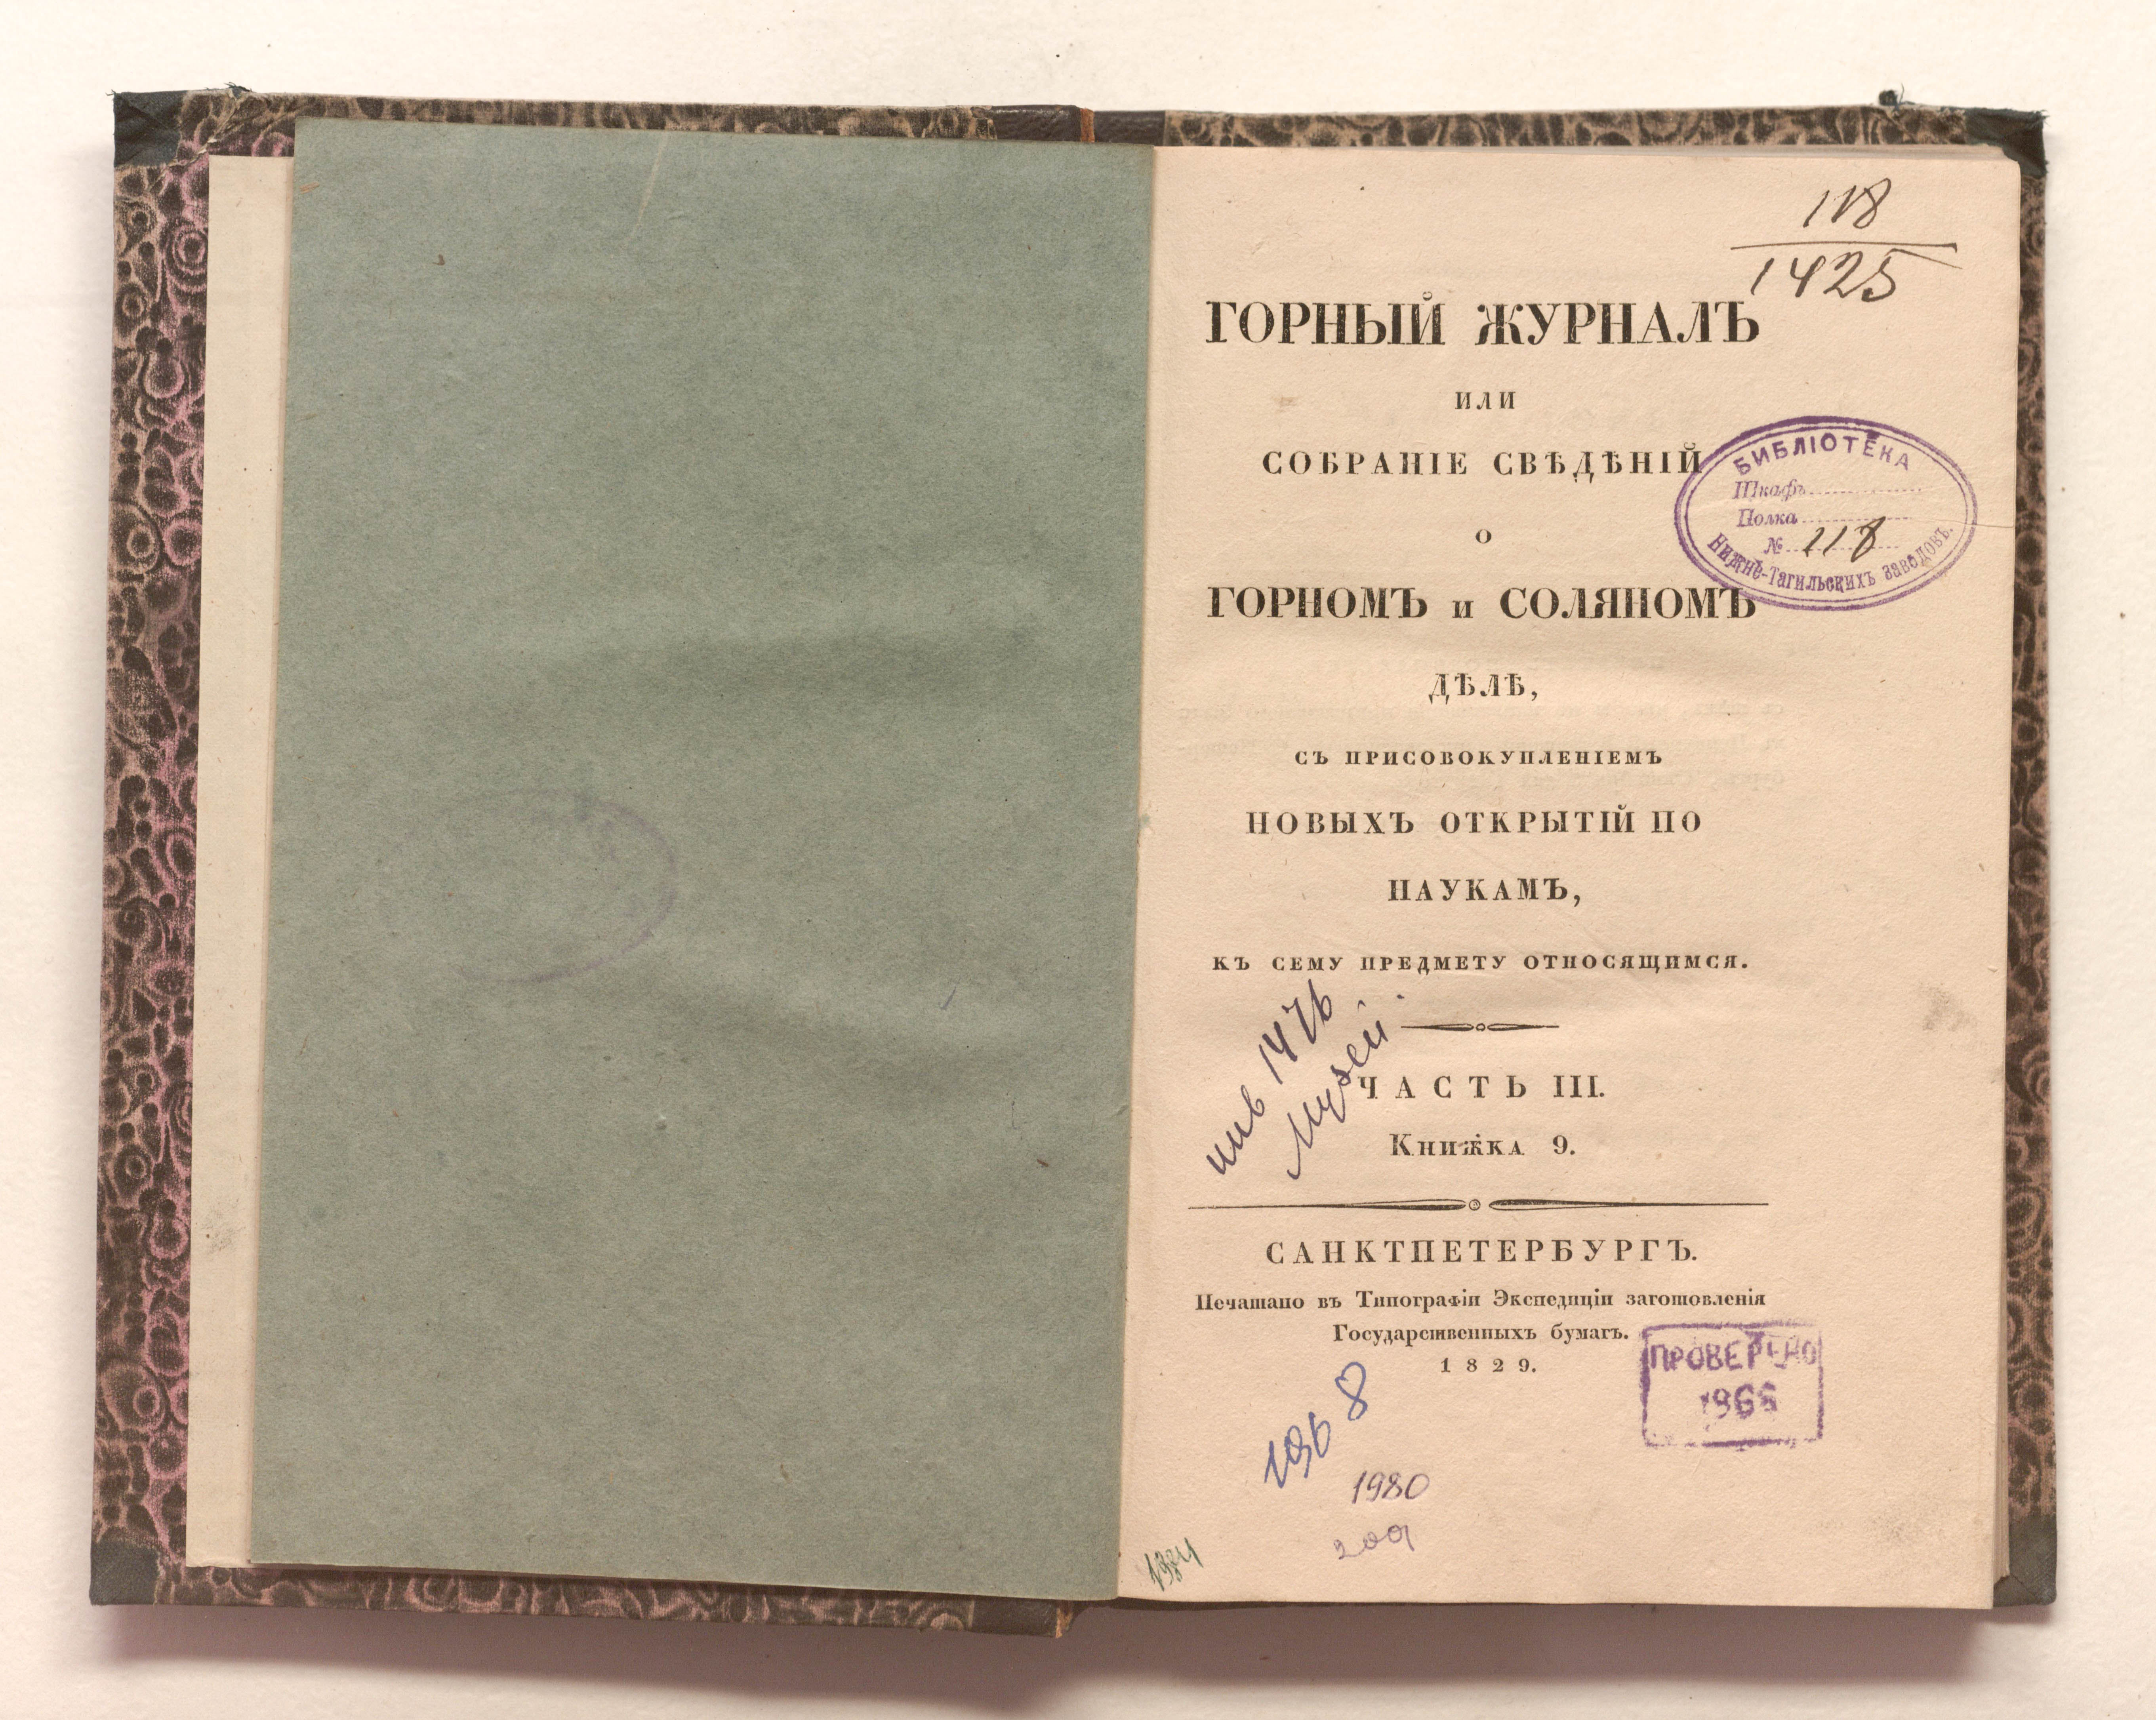 118
1425
ГОРНЫЙ ЖУРНАЛЪ
ИЛИ
СОБРАНІЕ СВѢДѢНІЙ
О
ГОРНОМЪ и СОЛЯНОМЪ
ДѢЛѢ,
СЪ ПРИСОВОКУПЛЕНІЕМЪ
НОВЫХЪ ОТКРЫТІЙ ПО
НАУКАМЪ,
КЪ СЕМУ ПРЕДМЕТУ ОТНОСЯЩИМСЯ.
БИБЛІОТЕКА
Шкафъ
Полка
№ 118
Нижне-Тагильскихъ заводовъ.
инв 1476
Музей
ЧАСТЬ III.
Книжка 9.
САНКТПЕТЕРБУРГЪ.
Печатано въ Типографіи Экспедиціи заготовленія
Государственныхъ бумагъ.
1829.
ПРОВЕРЕНО
1966
1968
1980